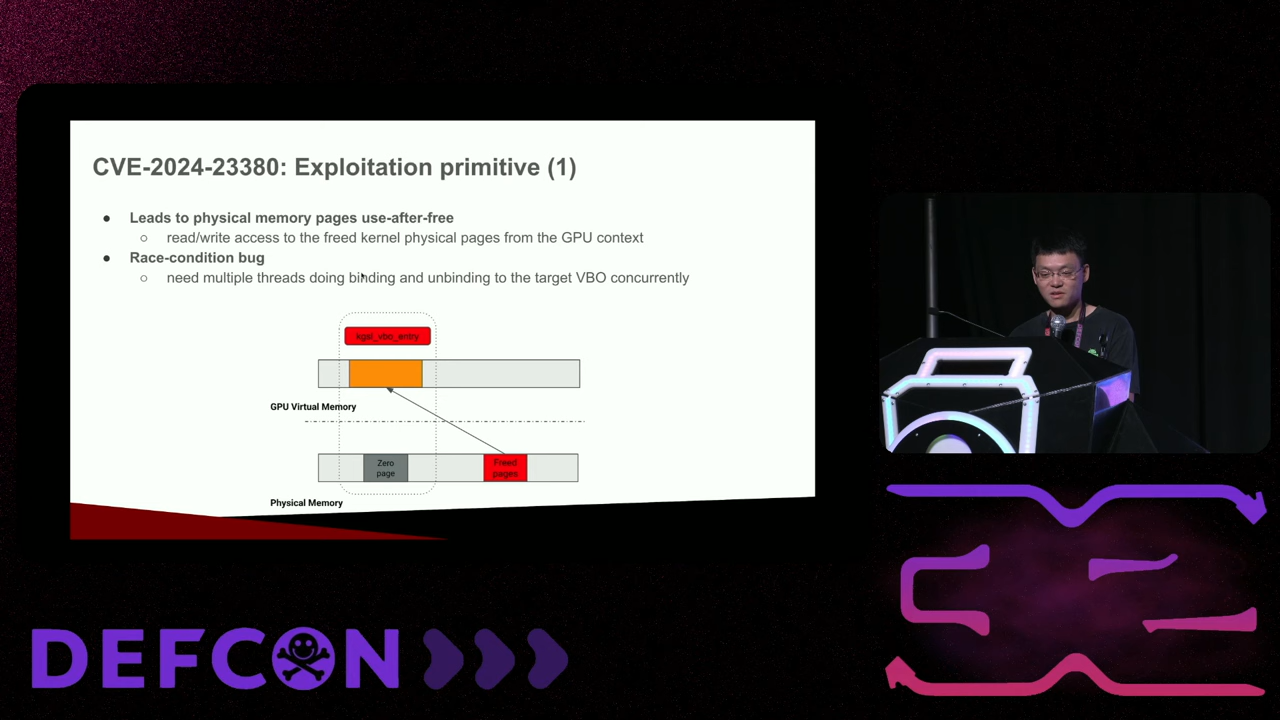 CVE-2024-23380: Exploitation primitive (1)
● Leads to physical memory pages use-after-free
○ read/write access to the freed kernel physical pages from the GPU context
● Race-condition bug
○ need multiple threads doing binding and unbinding to the target VBO concurrently
kgsl_vbo_entry
GPU Virtual Memory
Zero
page
Freed
pages
Physical Memory
DEFCON